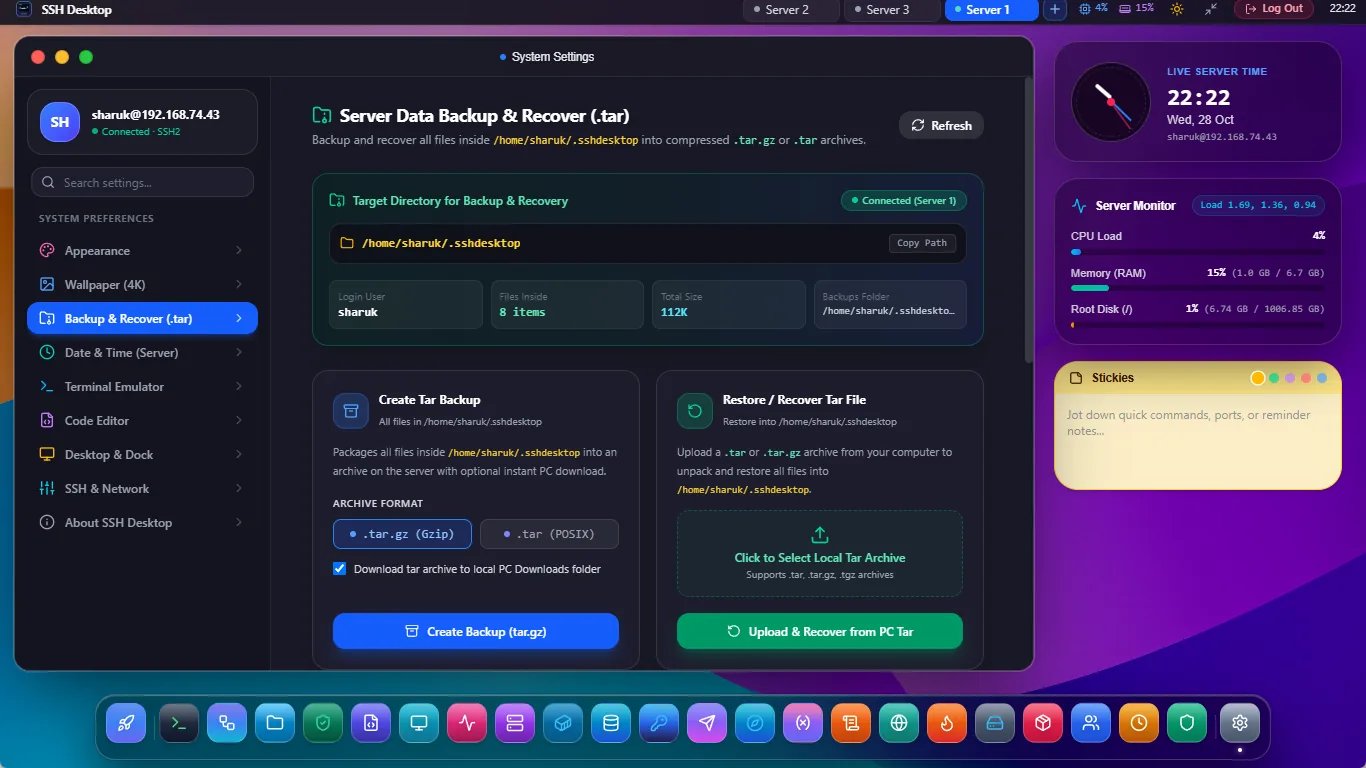 SSH Desktop
Server 2
Server 3
Server 1
4%
15%
Log Out
22:22
System Settings
SH
sharuk@192.168.74.43
Connected · SSH2
Search settings...
SYSTEM PREFERENCES
Appearance
Wallpaper (4K)
Backup & Recover (.tar)
Date & Time (Server)
Terminal Emulator
Code Editor
Desktop & Dock
SSH & Network
About SSH Desktop
Server Data Backup & Recover (.tar)
Backup and recover all files inside /home/sharuk/.sshdesktop into compressed .tar.gz or .tar archives.
Refresh
Target Directory for Backup & Recovery
Connected (Server 1)
/home/sharuk/.sshdesktop
Copy Path
Login User
sharuk
Files Inside
8 items
Total Size
112K
Backups Folder
/home/sharuk/.sshdeskto…
Create Tar Backup
All files in /home/sharuk/.sshdesktop
Packages all files inside /home/sharuk/.sshdesktop into an
archive on the server with optional instant PC download.
ARCHIVE FORMAT
.tar.gz (Gzip)
.tar (POSIX)
Download tar archive to local PC Downloads folder
Create Backup (tar.gz)
Restore / Recover Tar File
Restore into /home/sharuk/.sshdesktop
Upload a .tar or .tar.gz archive from your computer to
unpack and restore all files into
/home/sharuk/.sshdesktop.
Click to Select Local Tar Archive
Supports .tar, .tar.gz, .tgz archives
Upload & Recover from PC Tar
LIVE SERVER TIME
22:22
Wed, 28 Oct
sharuk@192.168.74.43
Server Monitor
Load 1.69, 1.36, 0.94
CPU Load
4%
Memory (RAM)
15% (1.0 GB / 6.7 GB)
Root Disk (/)
1% (6.74 GB / 1006.85 GB)
Stickies
Jot down quick commands, ports, or reminder
notes...